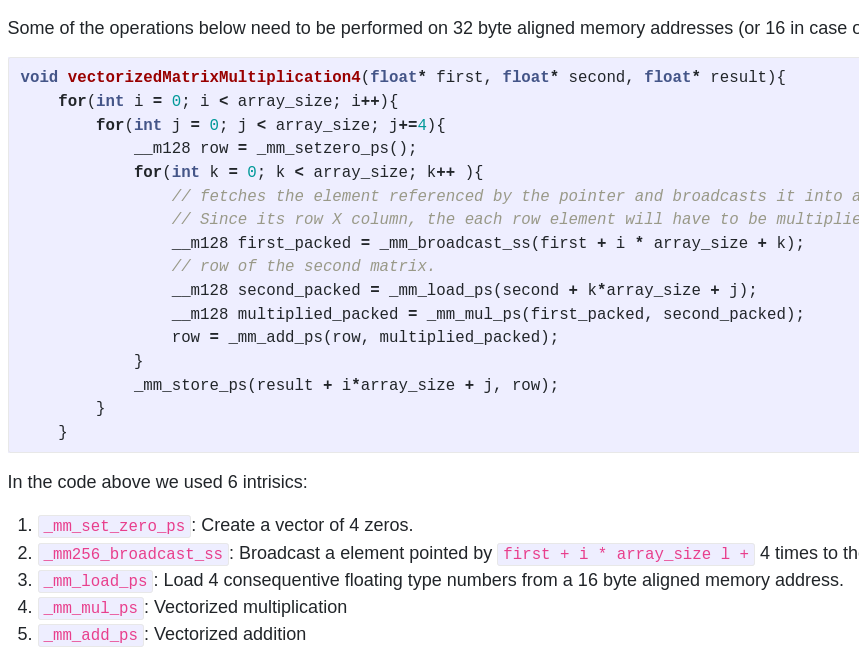 Some of the operations below need to be performed on 32 byte aligned memory addresses (or 16 in case
void vectorizedMatrixMultiplication4(float* first, float* second, float* result){
    for(int i = 0; i < array_size; i++){
        for(int j = 0; j < array_size; j+=4){
            __m128 row = _mm_setzero_ps();
            for(int k = 0; k < array_size; k++ ){
                // fetches the element referenced by the pointer and broadcasts it into
                // Since its row X column, the each row element will have to be
                __m128 first_packed = _mm_broadcast_ss(first + i * array_size + k);
                // row of the second matrix.
                __m128 second_packed = _mm_load_ps(second + k*array_size + j);
                __m128 multiplied_packed = _mm_mul_ps(first_packed, second_packed);
                row = _mm_add_ps(row, multiplied_packed);
            }
            _mm_store_ps(result + i*array_size + j, row);
        }
    }
In the code above we used 6 intrisics:
1. _mm_set_zero_ps: Create a vector of 4 zeros.
2. _mm256_broadcast_ss: Broadcast a element pointed by first + i * array_size l + 4 times to
3. _mm_load_ps: Load 4 consequentive floating type numbers from a 16 byte aligned memory address.
4. _mm_mul_ps: Vectorized multiplication
5. _mm_add_ps: Vectorized addition